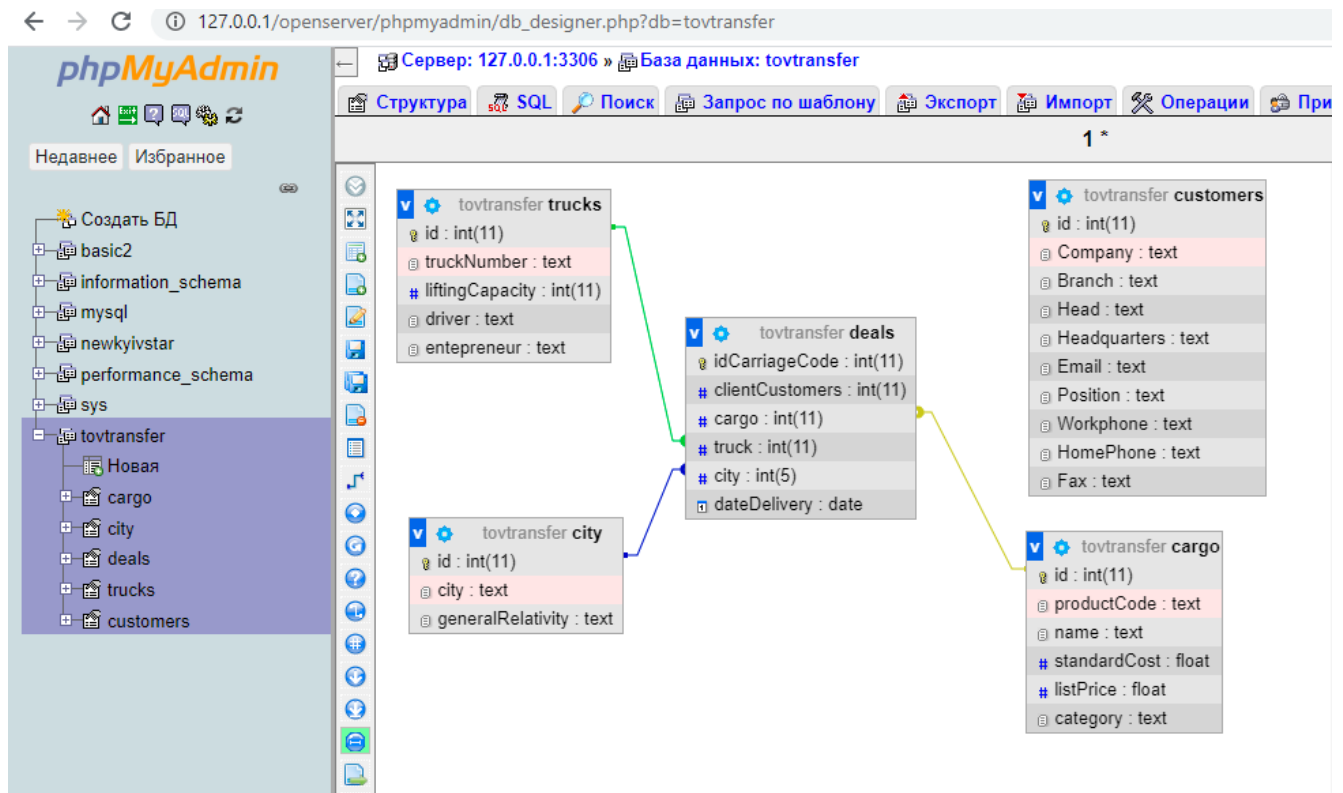 127.0.0.1/openserver/phpmyadmin/db_designer.php?db=tovtransfer
phpMyAdmin
Недавнее Избранное
Создать БД
basic2
information_schema
mysql
newkyivstar
performance_schema
sys
tovtransfer
Новая
cargo
city
deals
trucks
customers
Сервер: 127.0.0.1:3306 » База данных: tovtransfer
Структура SQL Поиск Запрос по шаблону Экспорт Импорт Операции При
1 *
v tovtransfer trucks
id : int(11)
truckNumber : text
# liftingCapacity : int(11)
driver : text
entepreneur : text
v tovtransfer city
id : int(11)
city : text
generalRelativity : text
v tovtransfer deals
idCarriageCode : int(11)
# clientCustomers : int(11)
# cargo : int(11)
# truck : int(11)
# city : int(5)
dateDelivery : date
v tovtransfer customers
id : int(11)
Company : text
Branch : text
Head : text
Headquarters : text
Email : text
Position : text
Workphone : text
HomePhone : text
Fax : text
v tovtransfer cargo
id : int(11)
productCode : text
name : text
# standardCost : float
# listPrice : float
category : text